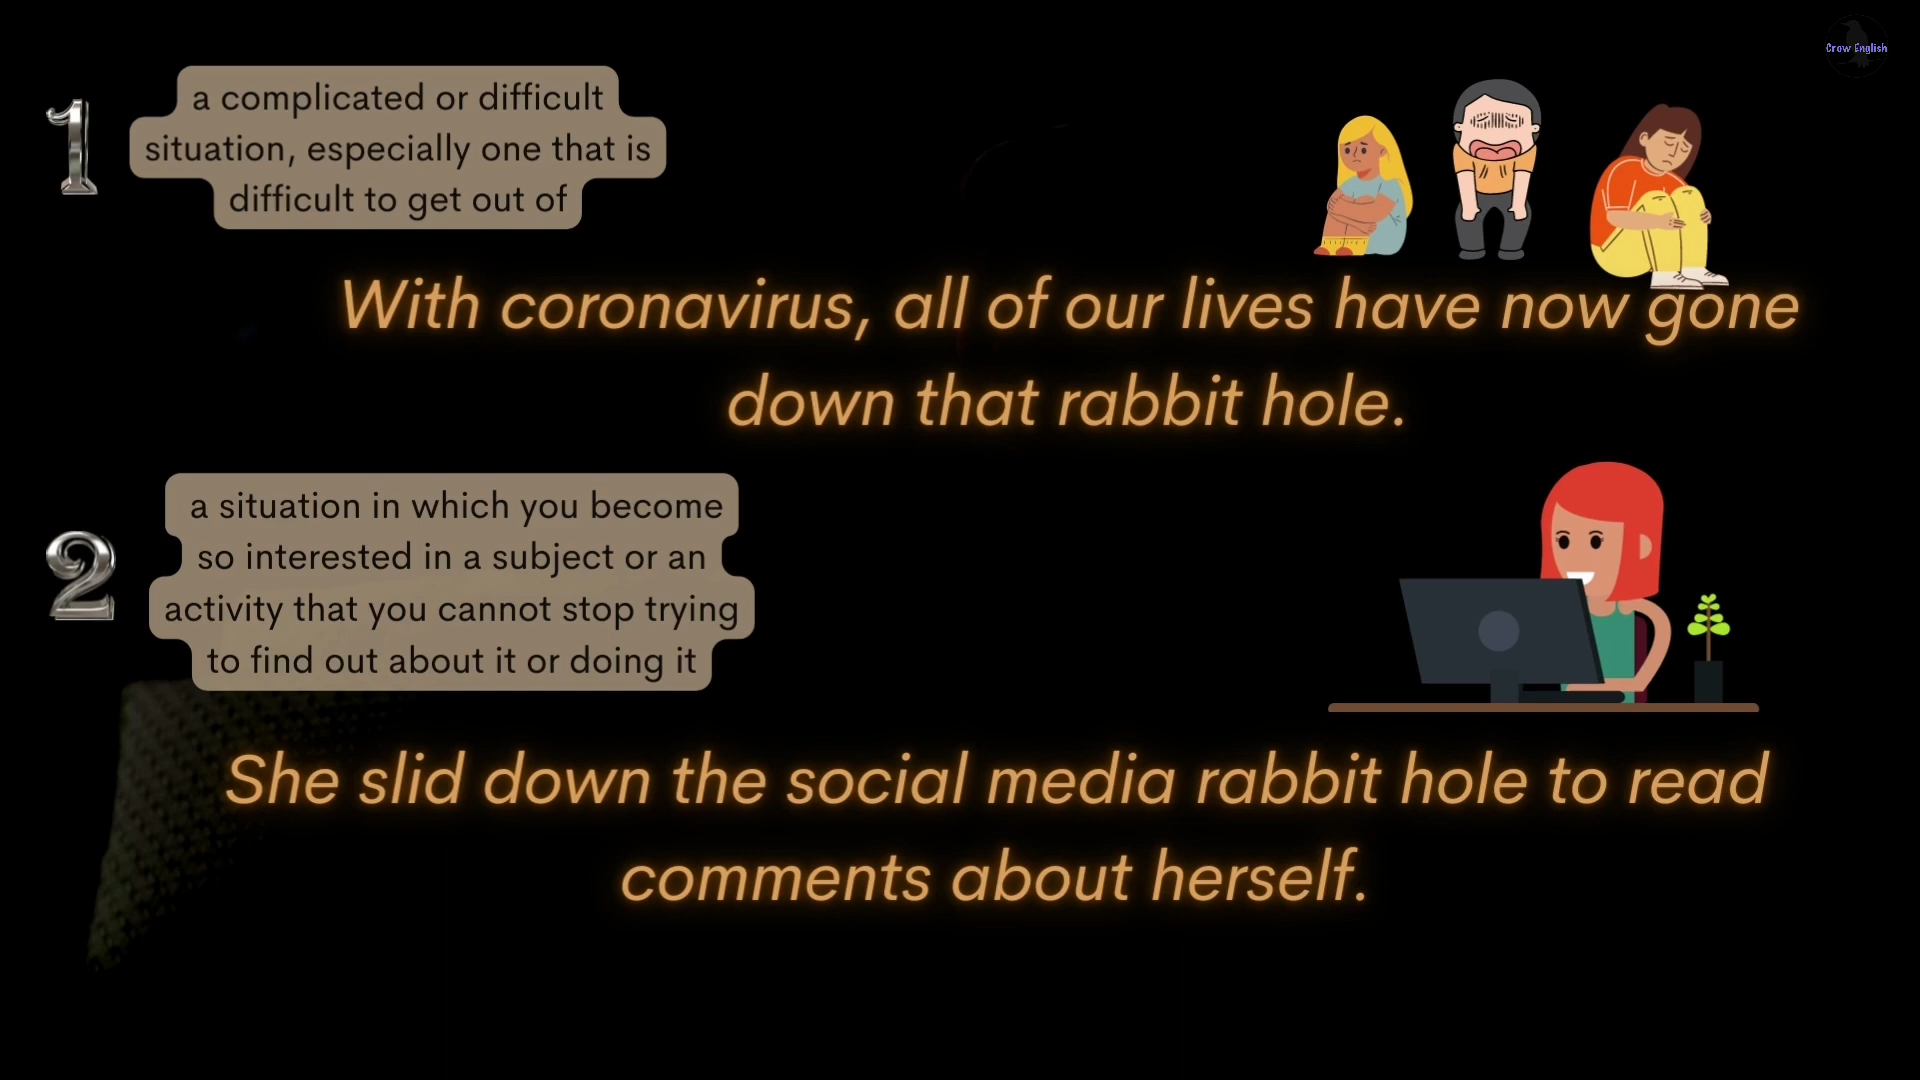 Crow English
1
a complicated or difficult
situation, especially one that is
difficult to get out of
With coronavirus, all of our lives have now gone
down that rabbit hole.
2
a situation in which you become
so interested in a subject or an
activity that you cannot stop trying
to find out about it or doing it
She slid down the social media rabbit hole to read
comments about herself.